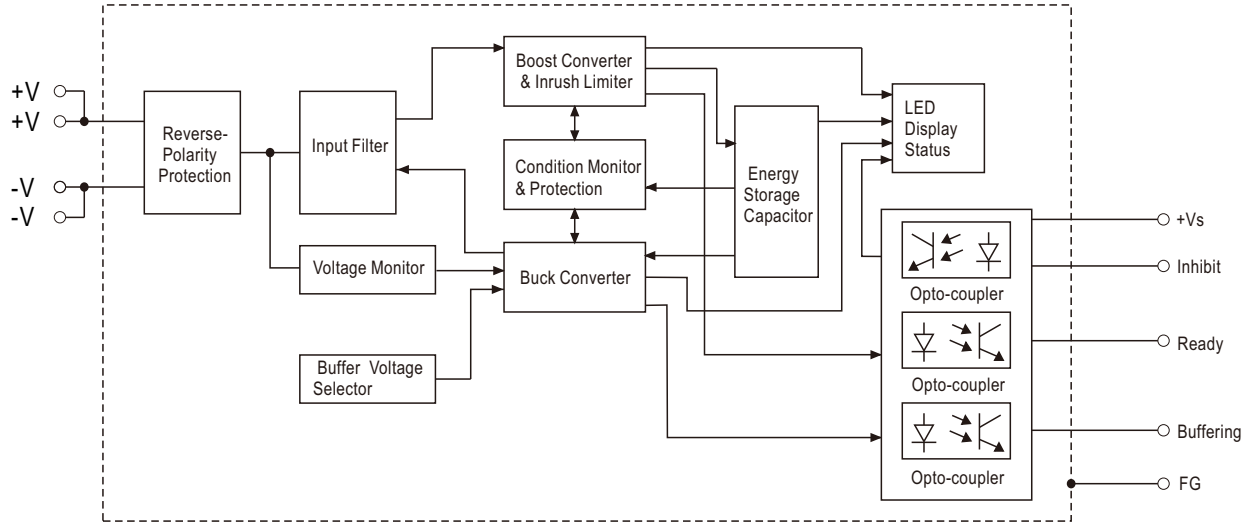 +V
+V
-V
-V
Reverse-
Polarity
Protection
Input Filter
Voltage Monitor
Buffer Voltage
Selector
Boost Converter
& Inrush Limiter
Condition Monitor
& Protection
Buck Converter
Energy
Storage
Capacitor
LED
Display
Status
Opto-coupler
Opto-coupler
Opto-coupler
+Vs
Inhibit
Ready
Buffering
FG